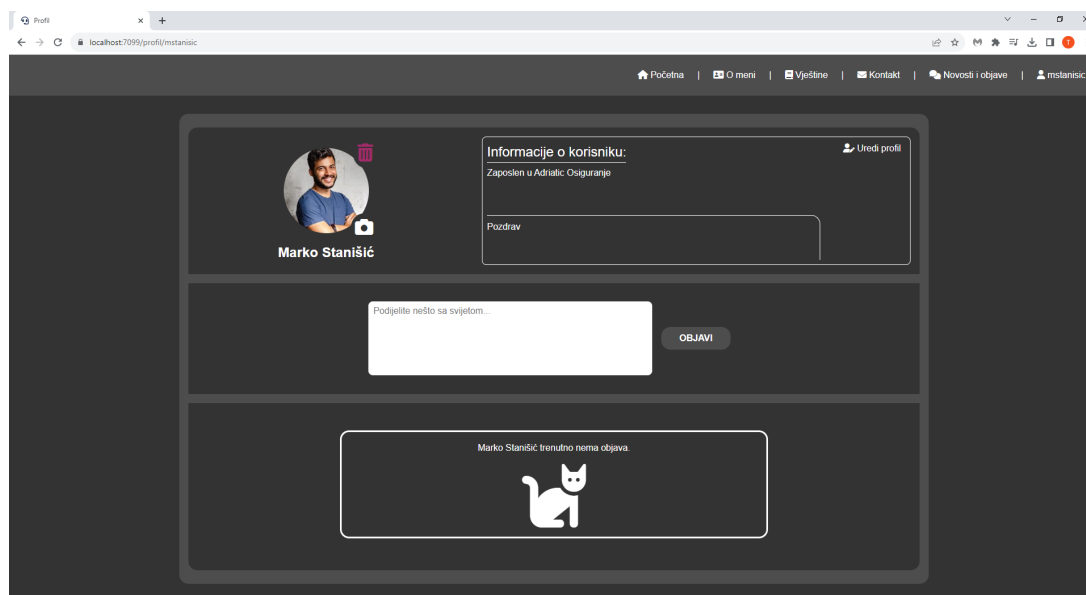 Profil
localhost:7099/profil/mstanisic
T
Početna | O meni | Vještine | Kontakt | Novosti i objave | mstanisic
Informacije o korisniku:
Uredi profil
Zaposlen u Adriatic Osiguranje
Pozdrav
Marko Stanišić
Podijelite nešto sa svijetom...
OBJAVI
Marko Stanišić trenutno nema objava.